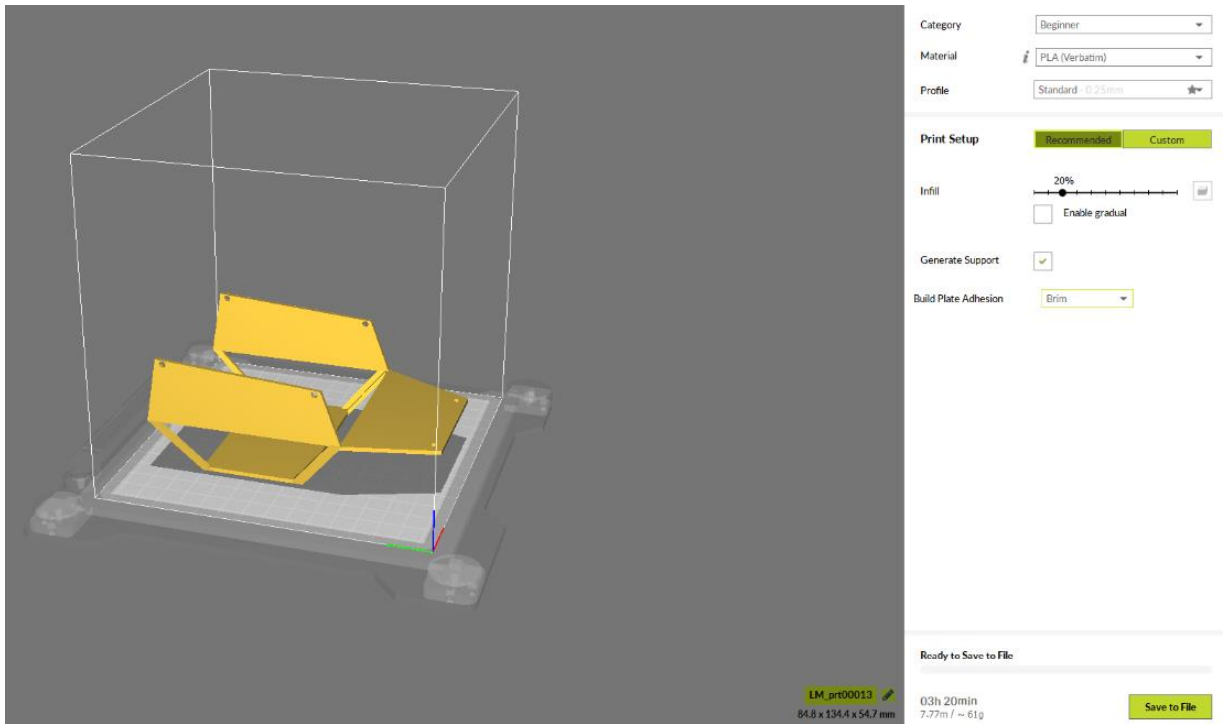 Category Beginner
Material i PLA (Verbatim)
Profile Standard - 0.25mm
Print Setup Recommended Custom
20%
Infill
Enable gradual
Generate Support
Build Plate Adhesion Brim
Ready to Save to File
LM_prt00013
84.8 x 134.4 x 54.7 mm
03h 20min
7.77m / ~ 61g
Save to File